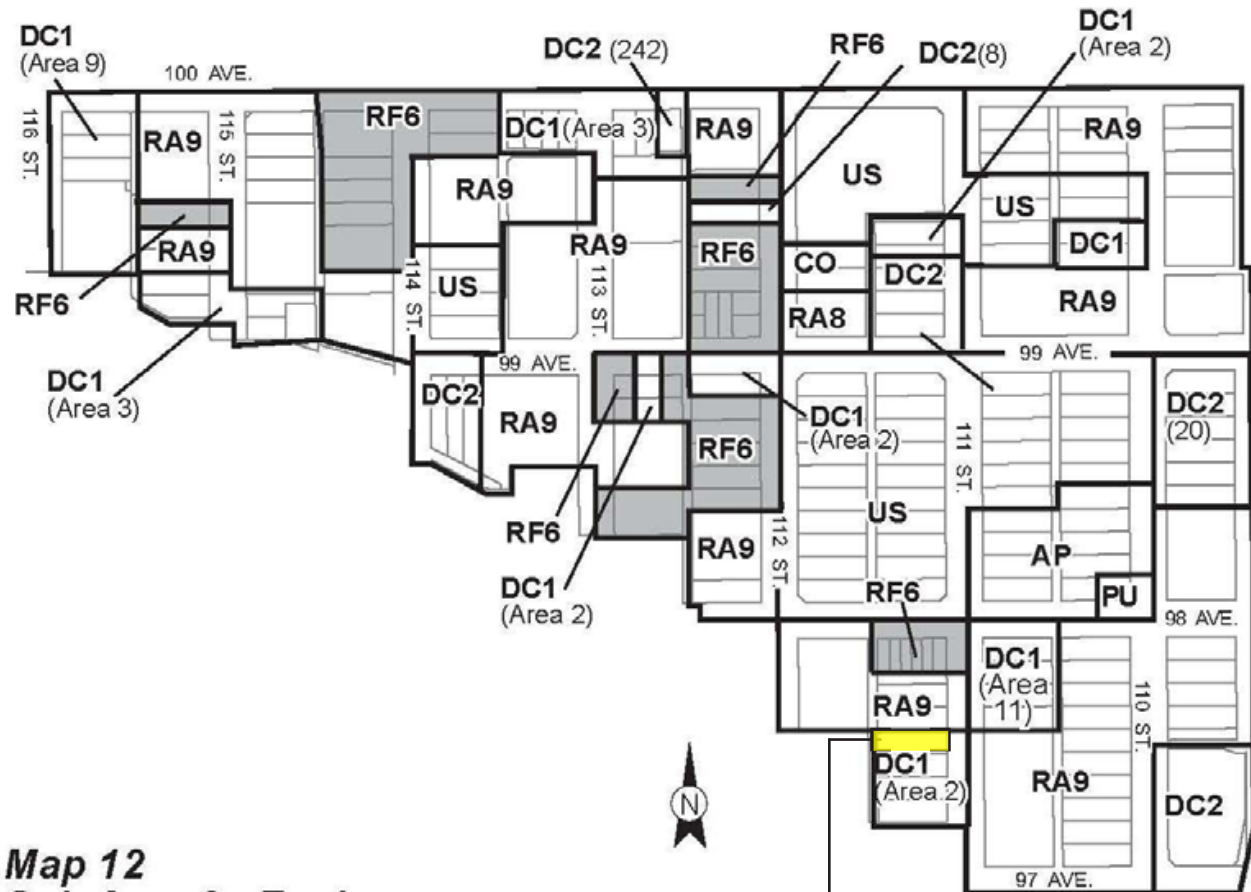 DC1
(Area 9)
100 AVE.
DC2 (242)
RF6
DC2(8)
DC1
(Area 2)
116 ST.
RA9
115 ST.
RF6
DC1(Area 3)
RA9
RA9
US
RA9
US
RA9
RF6
RA9
DC1
RA9
US
CO
DC2
RF6
114 ST.
113 ST.
RA8
RA9
99 AVE.
99 AVE.
DC1
(Area 3)
DC2
RA9
RF6
DC1
(Area 2)
111 ST.
DC2
(20)
RF6
US
RA9
112 ST.
AP
DC1
(Area 2)
RF6
PU
98 AVE.
DC1
(Area
11)
RA9
110 ST.
DC1
(Area 2)
RA9
DC2
N
Map 12
97 AVE.